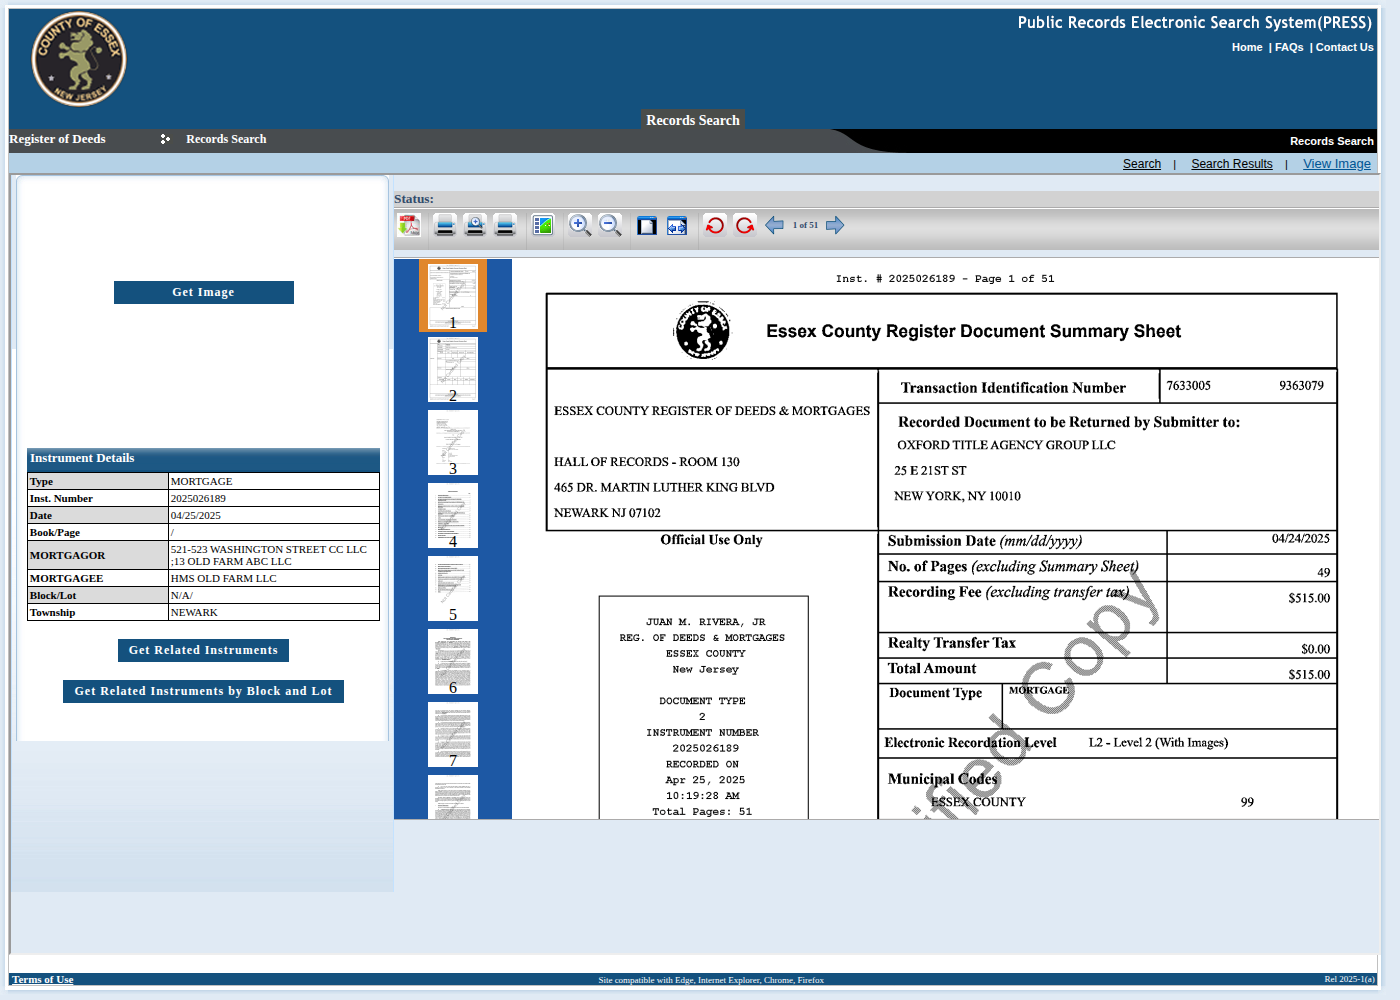 COUNTY OF ESSEX
NEW JERSEY
Public Records Electronic Search System(PRESS)
Home | FAQs | Contact Us
Records Search
Register of Deeds Records Search
Records Search
Search | Search Results | View Image
Get Image
Instrument Details
Type MORTGAGE
Inst. Number 2025026189
Date 04/25/2025
Book/Page /
MORTGAGOR 521-523 WASHINGTON STREET CC LLC
;13 OLD FARM ABC LLC
MORTGAGEE HMS OLD FARM LLC
Block/Lot N/A/
Township NEWARK
Get Related Instruments
Get Related Instruments by Block and Lot
Status:
1 of 51
1
2
3
4
5
6
7
Inst. # 2025026189 - Page 1 of 51
Essex County Register Document Summary Sheet
ESSEX COUNTY REGISTER OF DEEDS & MORTGAGES
HALL OF RECORDS - ROOM 130
465 DR. MARTIN LUTHER KING BLVD
NEWARK NJ 07102
Transaction Identification Number 7633005 9363079
Recorded Document to be Returned by Submitter to:
OXFORD TITLE AGENCY GROUP LLC
25 E 21ST ST
NEW YORK, NY 10010
Official Use Only
Submission Date (mm/dd/yyyy) 04/24/2025
No. of Pages (excluding Summary Sheet) 49
Recording Fee (excluding transfer tax) $515.00
Realty Transfer Tax $0.00
Total Amount $515.00
Document Type MORTGAGE
Electronic Recordation Level L2 - Level 2 (With Images)
Municipal Codes
ESSEX COUNTY 99
JUAN M. RIVERA, JR
REG. OF DEEDS & MORTGAGES
ESSEX COUNTY
New Jersey
DOCUMENT TYPE
2
INSTRUMENT NUMBER
2025026189
RECORDED ON
Apr 25, 2025
10:19:28 AM
Total Pages: 51
ified Copy
Terms of Use
Site compatible with Edge, Internet Explorer, Chrome, Firefox
Rel 2025-1(a)